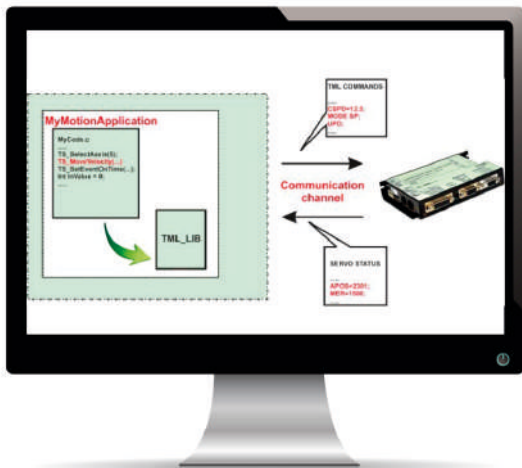 MyMotionApplication
MyCode.c:
......
TS_SelectAxis(5);
TS_MoveVelocity(...)
TS_SetEventOnTime(...);
Int inValue = 8;
......
TML_LIB
TML COMMANDS
......
CSPD=12.5;
MODE SP;
UPD;
......
Communication
channel
SERVO STATUS
......
APOS=2301;
MER=1500;
......